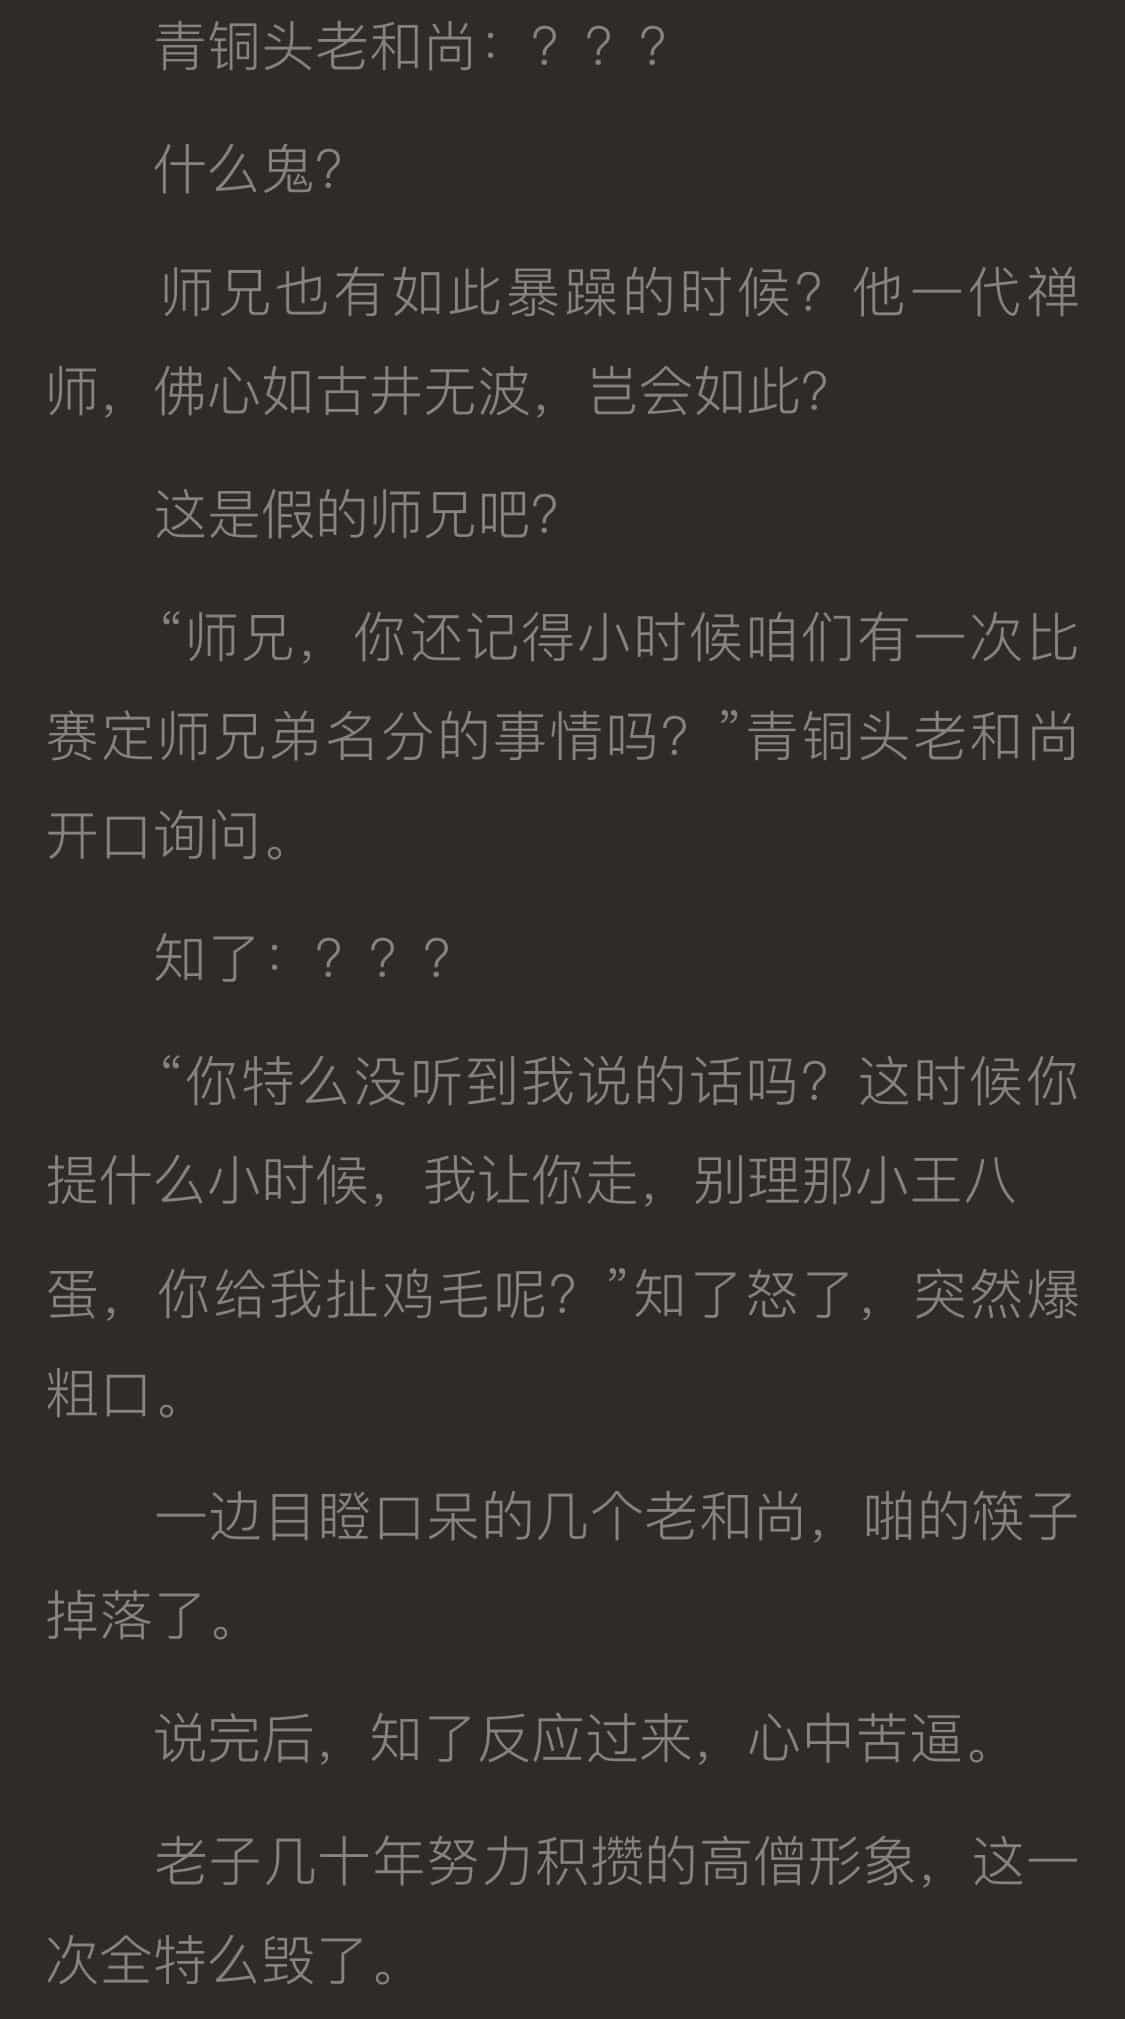 青铜头老和尚：？？？
什么鬼？
师兄也有如此暴躁的时候？他一代禅
师，佛心如古井无波，岂会如此？
这是假的师兄吧？
“师兄，你还记得小时候咱们有一次比
赛定师兄弟名分的事情吗？”青铜头老和尚
开口询问。
知了：？？？
“你特么没听到我说的话吗？这时候你
提什么小时候，我让你走，别理那小王八
蛋，你给我扯鸡毛呢？”知了怒了，突然爆
粗口。
一边目瞪口呆的几个老和尚，啪的筷子
掉落了。
说完后，知了反应过来，心中苦逼。
老子几十年努力积攒的高僧形象，这一
次全特么毁了。